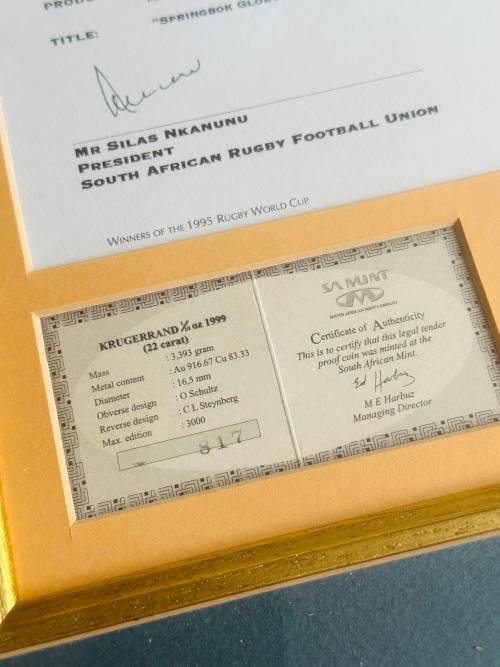 "SPRINGBOK GLOR
TITLE:
MR SILAS NKANUNU
PRESIDENT
SOUTH AFRICAN RUGBY FOOTBALL UNION
WINNERS OF THE 1995 RUGBY WORLD CUP
KRUGERRAND 1/10 oz 1999
(22 carat)
Mass : 3,393 gram
Metal content : Au 916.67 Cu 83.33
Diameter : 16,5 mm
Obverse design : O Schultz
Reverse design : C L Steynberg
Max. edition : 3000
817
SA MINT
SOUTH AFRICAN MINT COMPANY
Certificate of Authenticity
This is to certify that this legal tender
proof coin was minted at the
South African Mint.
Ed Harbuz
M E Harbuz
Managing Director